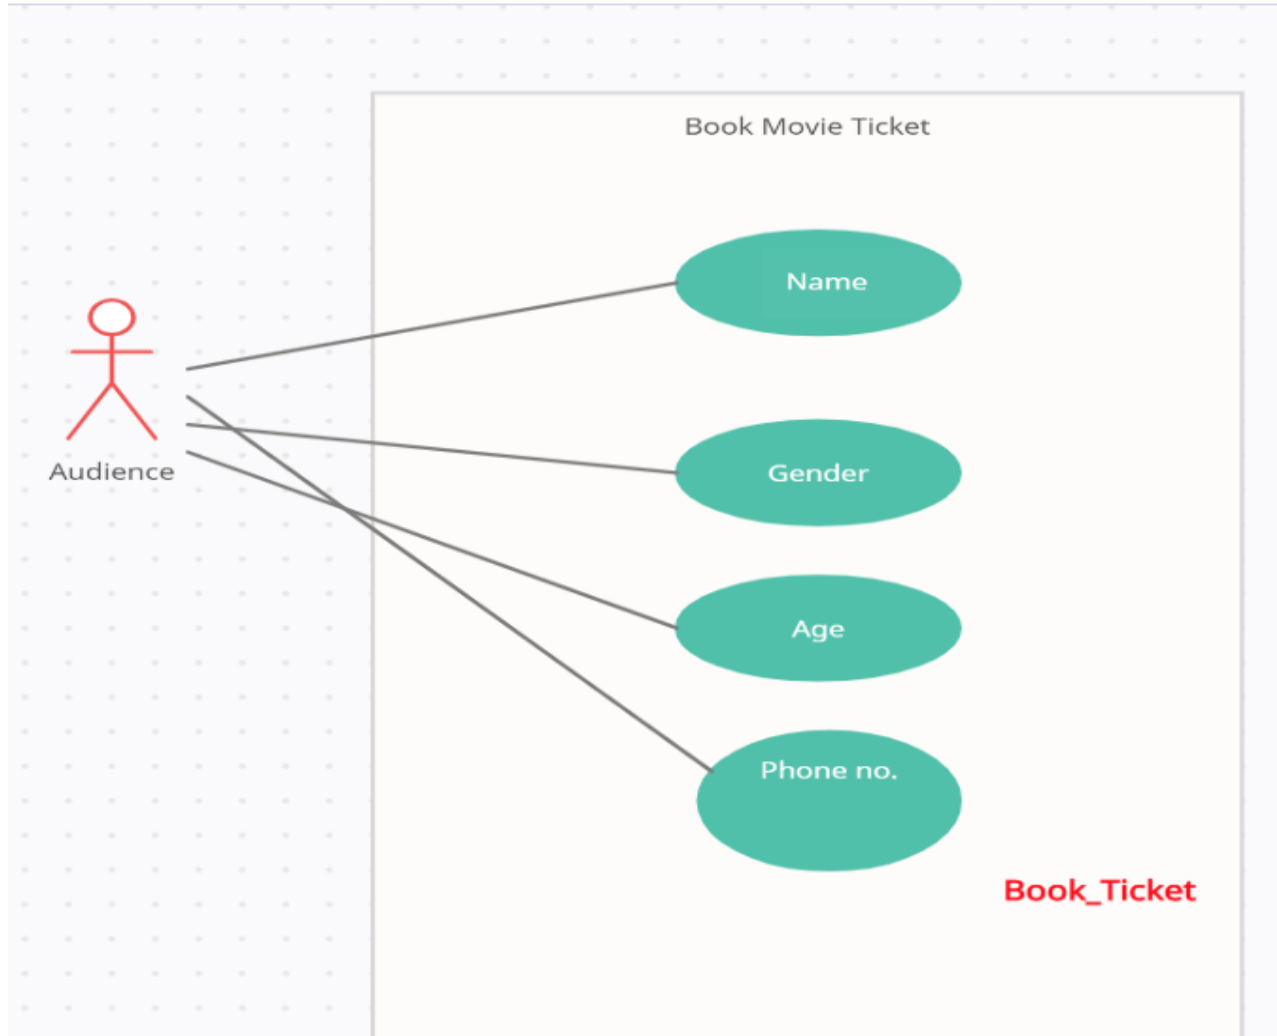 Book Movie Ticket
Name
Audience
Gender
Age
Phone no.
Book_Ticket